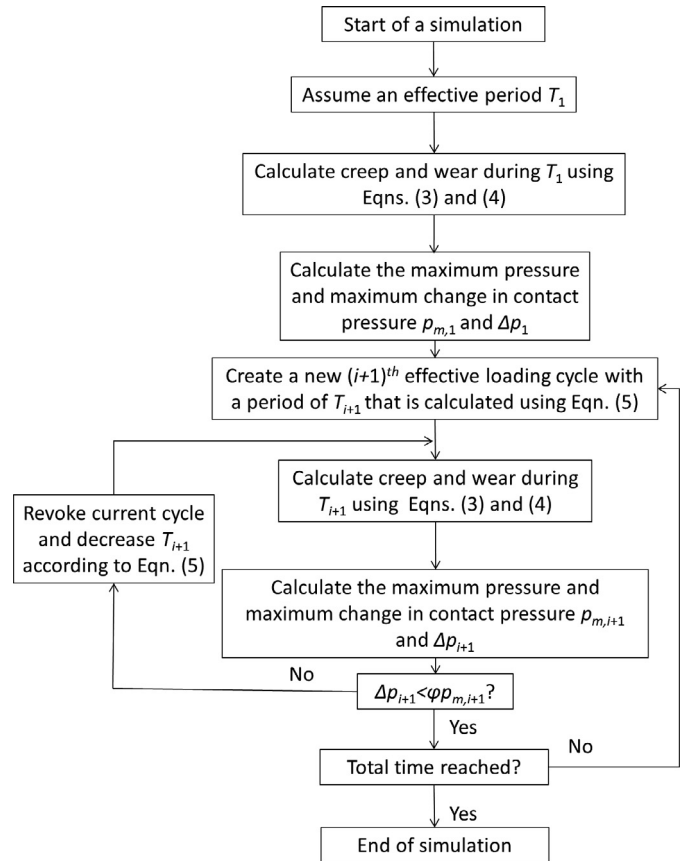 Start of a simulation
Assume an effective period T₁
Calculate creep and wear during T₁ using
Eqns. (3) and (4)
Calculate the maximum pressure
and maximum change in contact
pressure pₘ,₁ and Δp₁
Create a new (i+1)ᵗʰ effective loading cycle with
a period of Tᵢ₊₁ that is calculated using Eqn. (5)
Calculate creep and wear during
Tᵢ₊₁ using Eqns. (3) and (4)
Revoke current cycle
and decrease Tᵢ₊₁
according to Eqn. (5)
Calculate the maximum pressure and
maximum change in contact pressure pₘ,ᵢ₊₁
and Δpᵢ₊₁
No
Δpᵢ₊₁<φpₘ,ᵢ₊₁?
Yes
No
Total time reached?
Yes
End of simulation